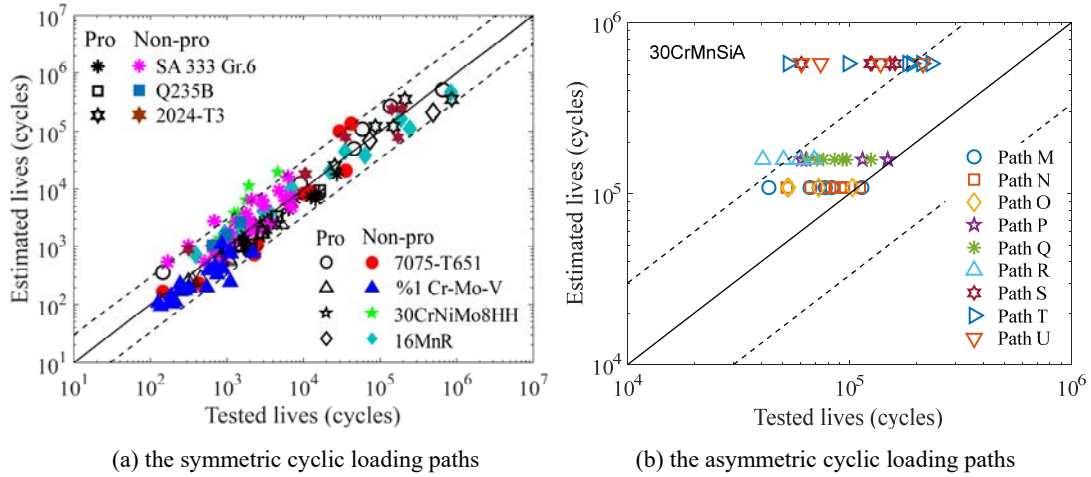 Pro Non-pro
SA 333 Gr.6
Q235B
2024-T3
Pro Non-pro
7075-T651
%1 Cr-Mo-V
30CrNiMo8HH
16MnR
10^7
10^6
10^5
10^4
10^3
10^2
10^1
10^1 10^2 10^3 10^4 10^5 10^6 10^7
Estimated lives (cycles)
Tested lives (cycles)
(a) the symmetric cyclic loading paths
30CrMnSiA
Path M
Path N
Path O
Path P
Path Q
Path R
Path S
Path T
Path U
10^6
10^5
10^4
10^4 10^5 10^6
Estimated lives (cycles)
Tested lives (cycles)
(b) the asymmetric cyclic loading paths